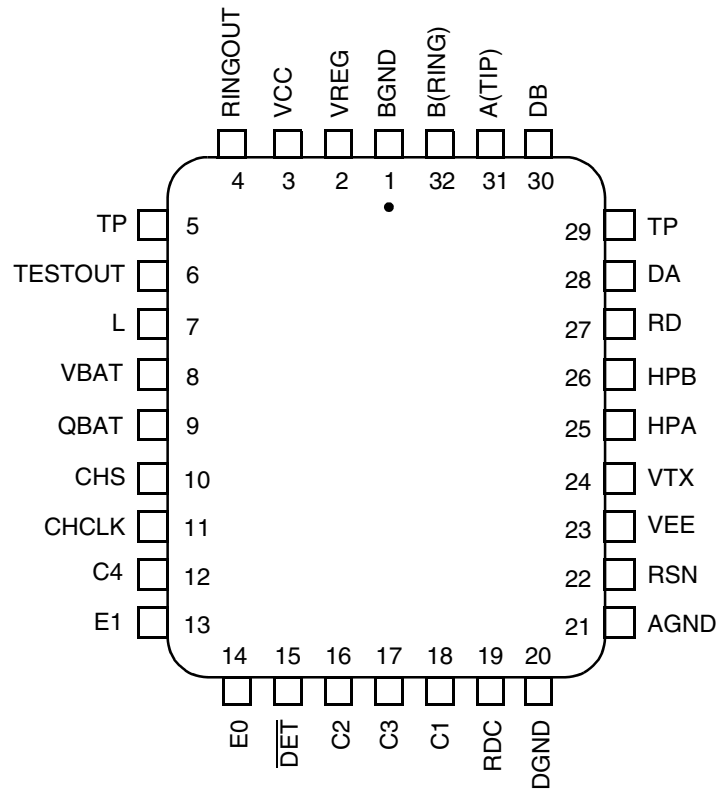 RINGOUT VCC VREG BGND B(RING) A(TIP) DB
4 3 2 1 32 31 30
TP 5 29 TP
TESTOUT 6 28 DA
L 7 27 RD
VBAT 8 26 HPB
QBAT 9 25 HPA
CHS 10 24 VTX
CHCLK 11 23 VEE
C4 12 22 RSN
E1 13 21 AGND
14 15 16 17 18 19 20
E0 DET C2 C3 C1 RDC DGND